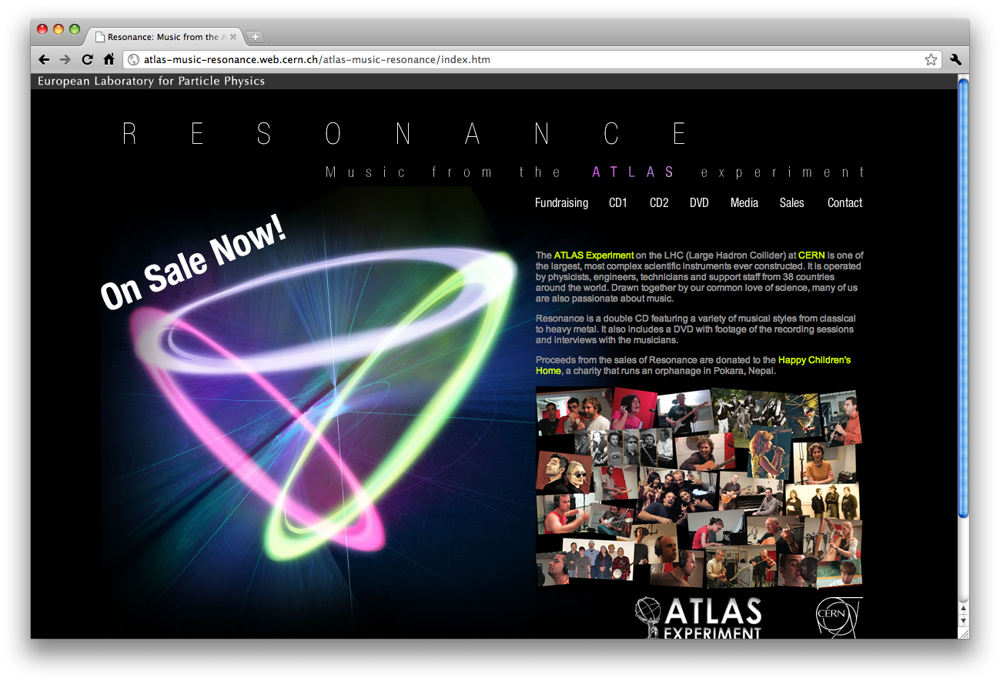 Resonance: Music from the A
atlas-music-resonance.web.cern.ch/atlas-music-resonance/index.htm
European Laboratory for Particle Physics
RESONANCE
Music from the ATLAS experiment
Fundraising CD1 CD2 DVD Media Sales Contact
On Sale Now!
The ATLAS Experiment on the LHC (Large Hadron Collider) at CERN is one of
the largest, most complex scientific instruments ever constructed. It is operated
by physicists, engineers, technicians and support staff from 38 countries
around the world. Drawn together by our common love of science, many of us
are also passionate about music.
Resonance is a double CD featuring a variety of musical styles from classical
to heavy metal. It also includes a DVD with footage of the recording sessions
and interviews with the musicians.
Proceeds from the sales of Resonance are donated to the Happy Children's
Home, a charity that runs an orphanage in Pokara, Nepal.
ATLAS
EXPERIMENT
CERN